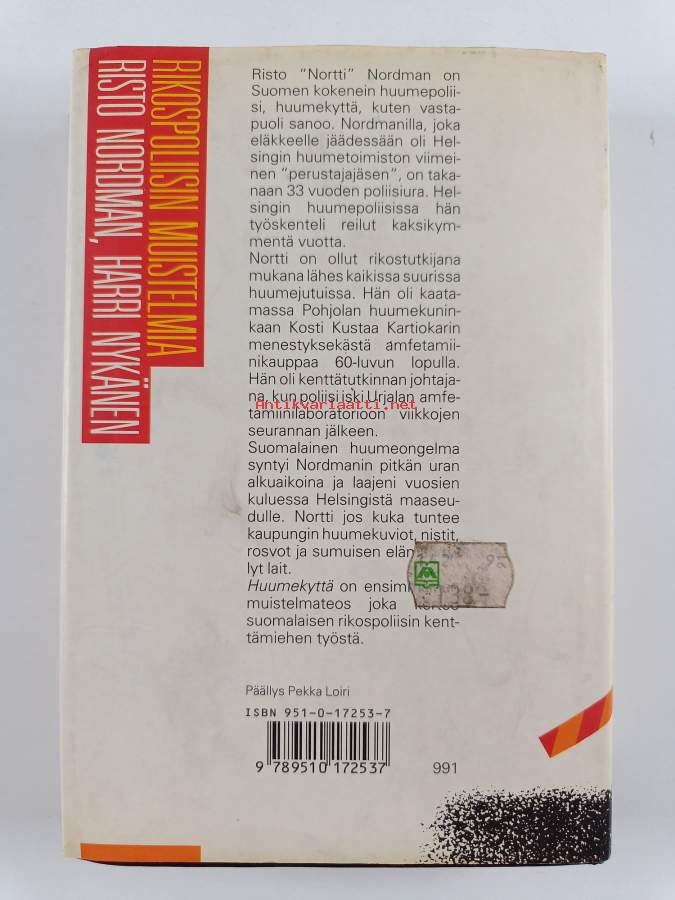 RIKOSPOLIISIN MUISTELMIA
RISTO NORDMAN, HARRI NYKÄNEN
Risto "Nortti" Nordman on
Suomen kokenein huumepolii-
si, huumekyttä, kuten vasta-
puoli sanoo. Nordmanilla, joka
eläkkeelle jäädessään oli Hel-
singin huumetoimiston viimei-
nen "perustajajäsen", on taka-
naan 33 vuoden poliisiura. Hel-
singin huumepoliisissa hän
työskenteli reilut kaksikym-
mentä vuotta.
Nortti on ollut rikostutkijana
mukana lähes kaikissa suurissa
huumejutuissa. Hän oli kaata-
massa Pohjolan huumekunin-
kaan Kosti Kustaa Kartiokarin
menestyksekästä amfetamii-
nikauppaa 60-luvun lopulla.
Hän oli kenttätutkinnan johtaja-
na, kun poliisi iski Urjalan amfe-
Antikvariaatti.net
tamiinilaboratorioon viikkojen
seurannan jälkeen.
Suomalainen huumeongelma
syntyi Nordmanin pitkän uran
alkuaikoina ja laajeni vuosien
kuluessa Helsingistä maaseu-
dulle. Nortti jos kuka tuntee
kaupungin huumekuviot, nistit,
rosvot ja sumuisen
lyt lait.
Huumekyttä on
muistelmateos joka
suomalaisen rikospoliisin kent-
tämiehen työstä.
138-
Päällys Pekka Loiri
ISBN 951-0-17253-7
9 789510 172537
991